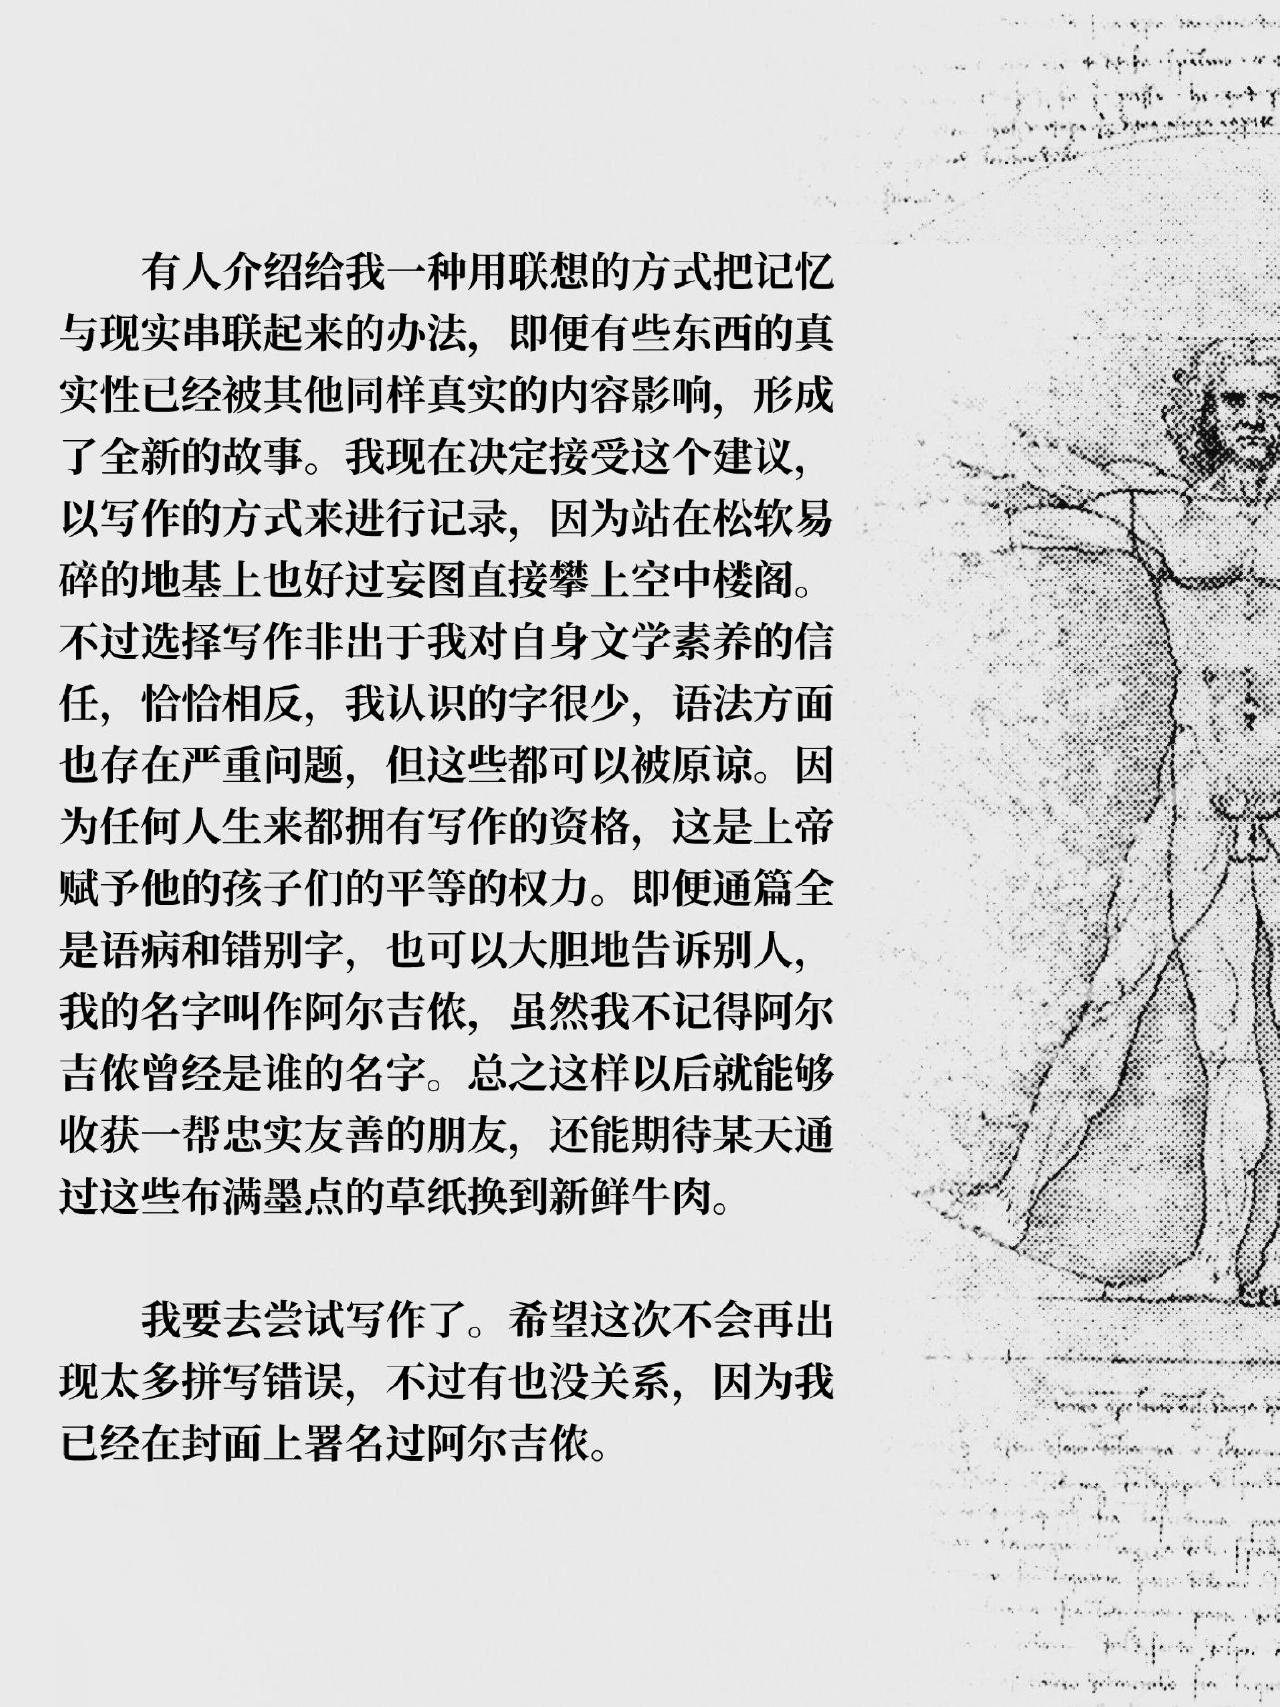 有人介绍给我一种用联想的方式把记忆
与现实串联起来的办法，即便有些东西的真
实性已经被其他同样真实的内容影响，形成
了全新的故事。我现在决定接受这个建议，
以写作的方式来进行记录，因为站在松软易
碎的地基上也好过妄图直接攀上空中楼阁。
不过选择写作非出于我对自身文学素养的信
任，恰恰相反，我认识的字很少，语法方面
也存在严重问题，但这些都可以被原谅。因
为任何人生来都拥有写作的资格，这是上帝
赋予他的孩子们的平等的权力。即便通篇全
是语病和错别字，也可以大胆地告诉别人，
我的名字叫作阿尔吉侬，虽然我不记得阿尔
吉侬曾经是谁的名字。总之这样以后就能够
收获一帮忠实友善的朋友，还能期待某天通
过这些布满墨点的草纸换到新鲜牛肉。
我要去尝试写作了。希望这次不会再出
现太多拼写错误，不过有也没关系，因为我
已经在封面上署名过阿尔吉侬。